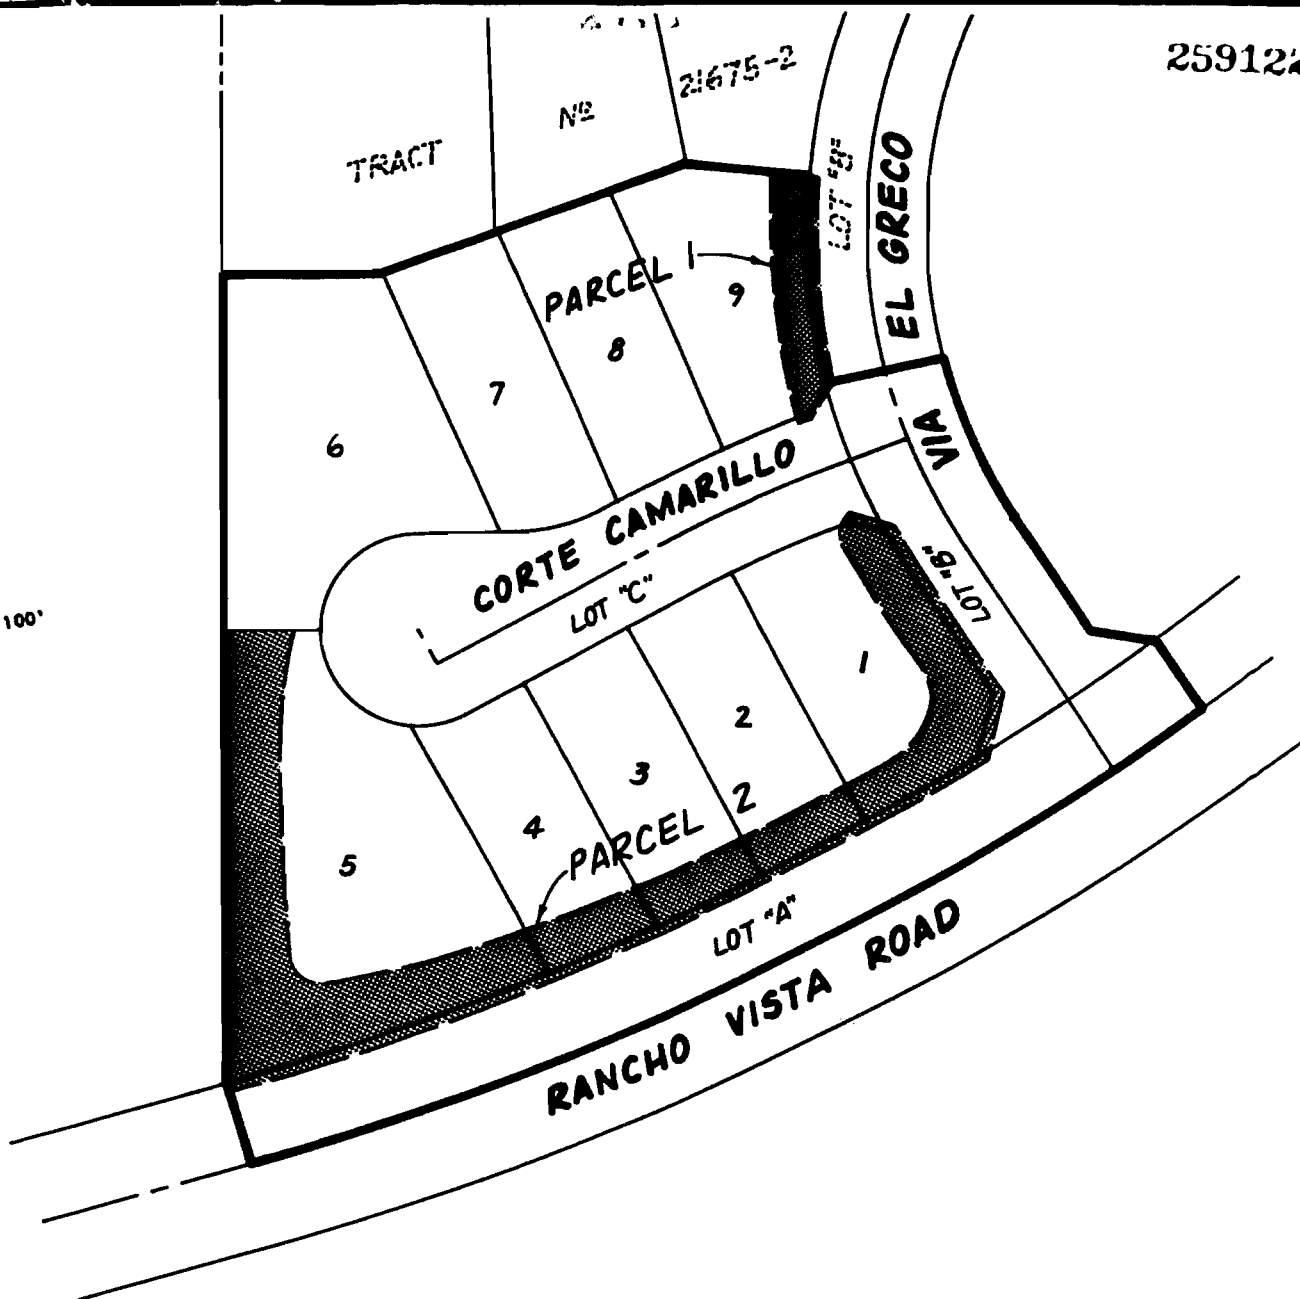 259122
21675-2
Nº
TRACT
LOT "B"
EL GRECO
PARCEL 1
9
8
7
6
VIA
CORTE CAMARILLO
LOT "C"
LOT "B"
100'
1
2
3
4
5
PARCEL 2
LOT "A"
RANCHO VISTA ROAD